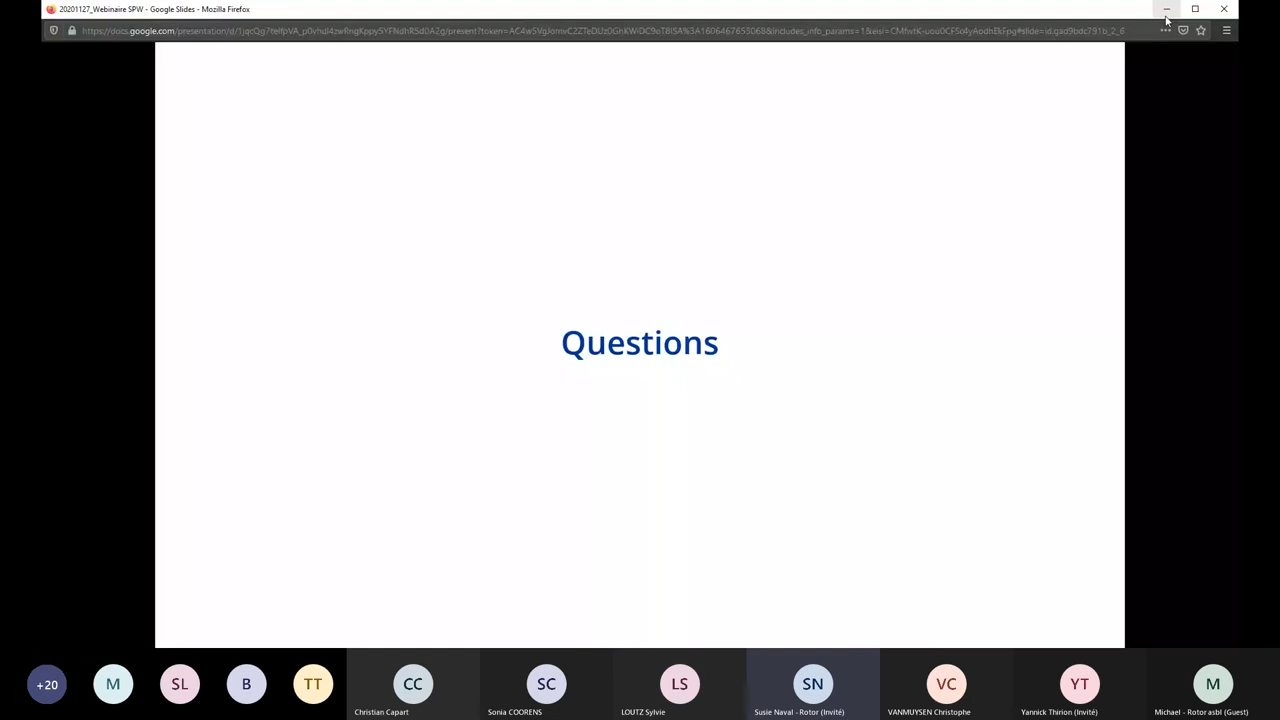 20201127_Webinaire SPW - Google Slides - Mozilla Firefox
Questions
+20
M
SL
B
TT
CC
SC
LS
SN
VC
YT
M
Christian Capart
Sonia COORENS
LOUTZ Sylvie
Susie Naval - Rotor (Invité)
VANMUYSEN Christophe
Yannick Thirion (Invité)
Michael - Rotor asbl (Guest)